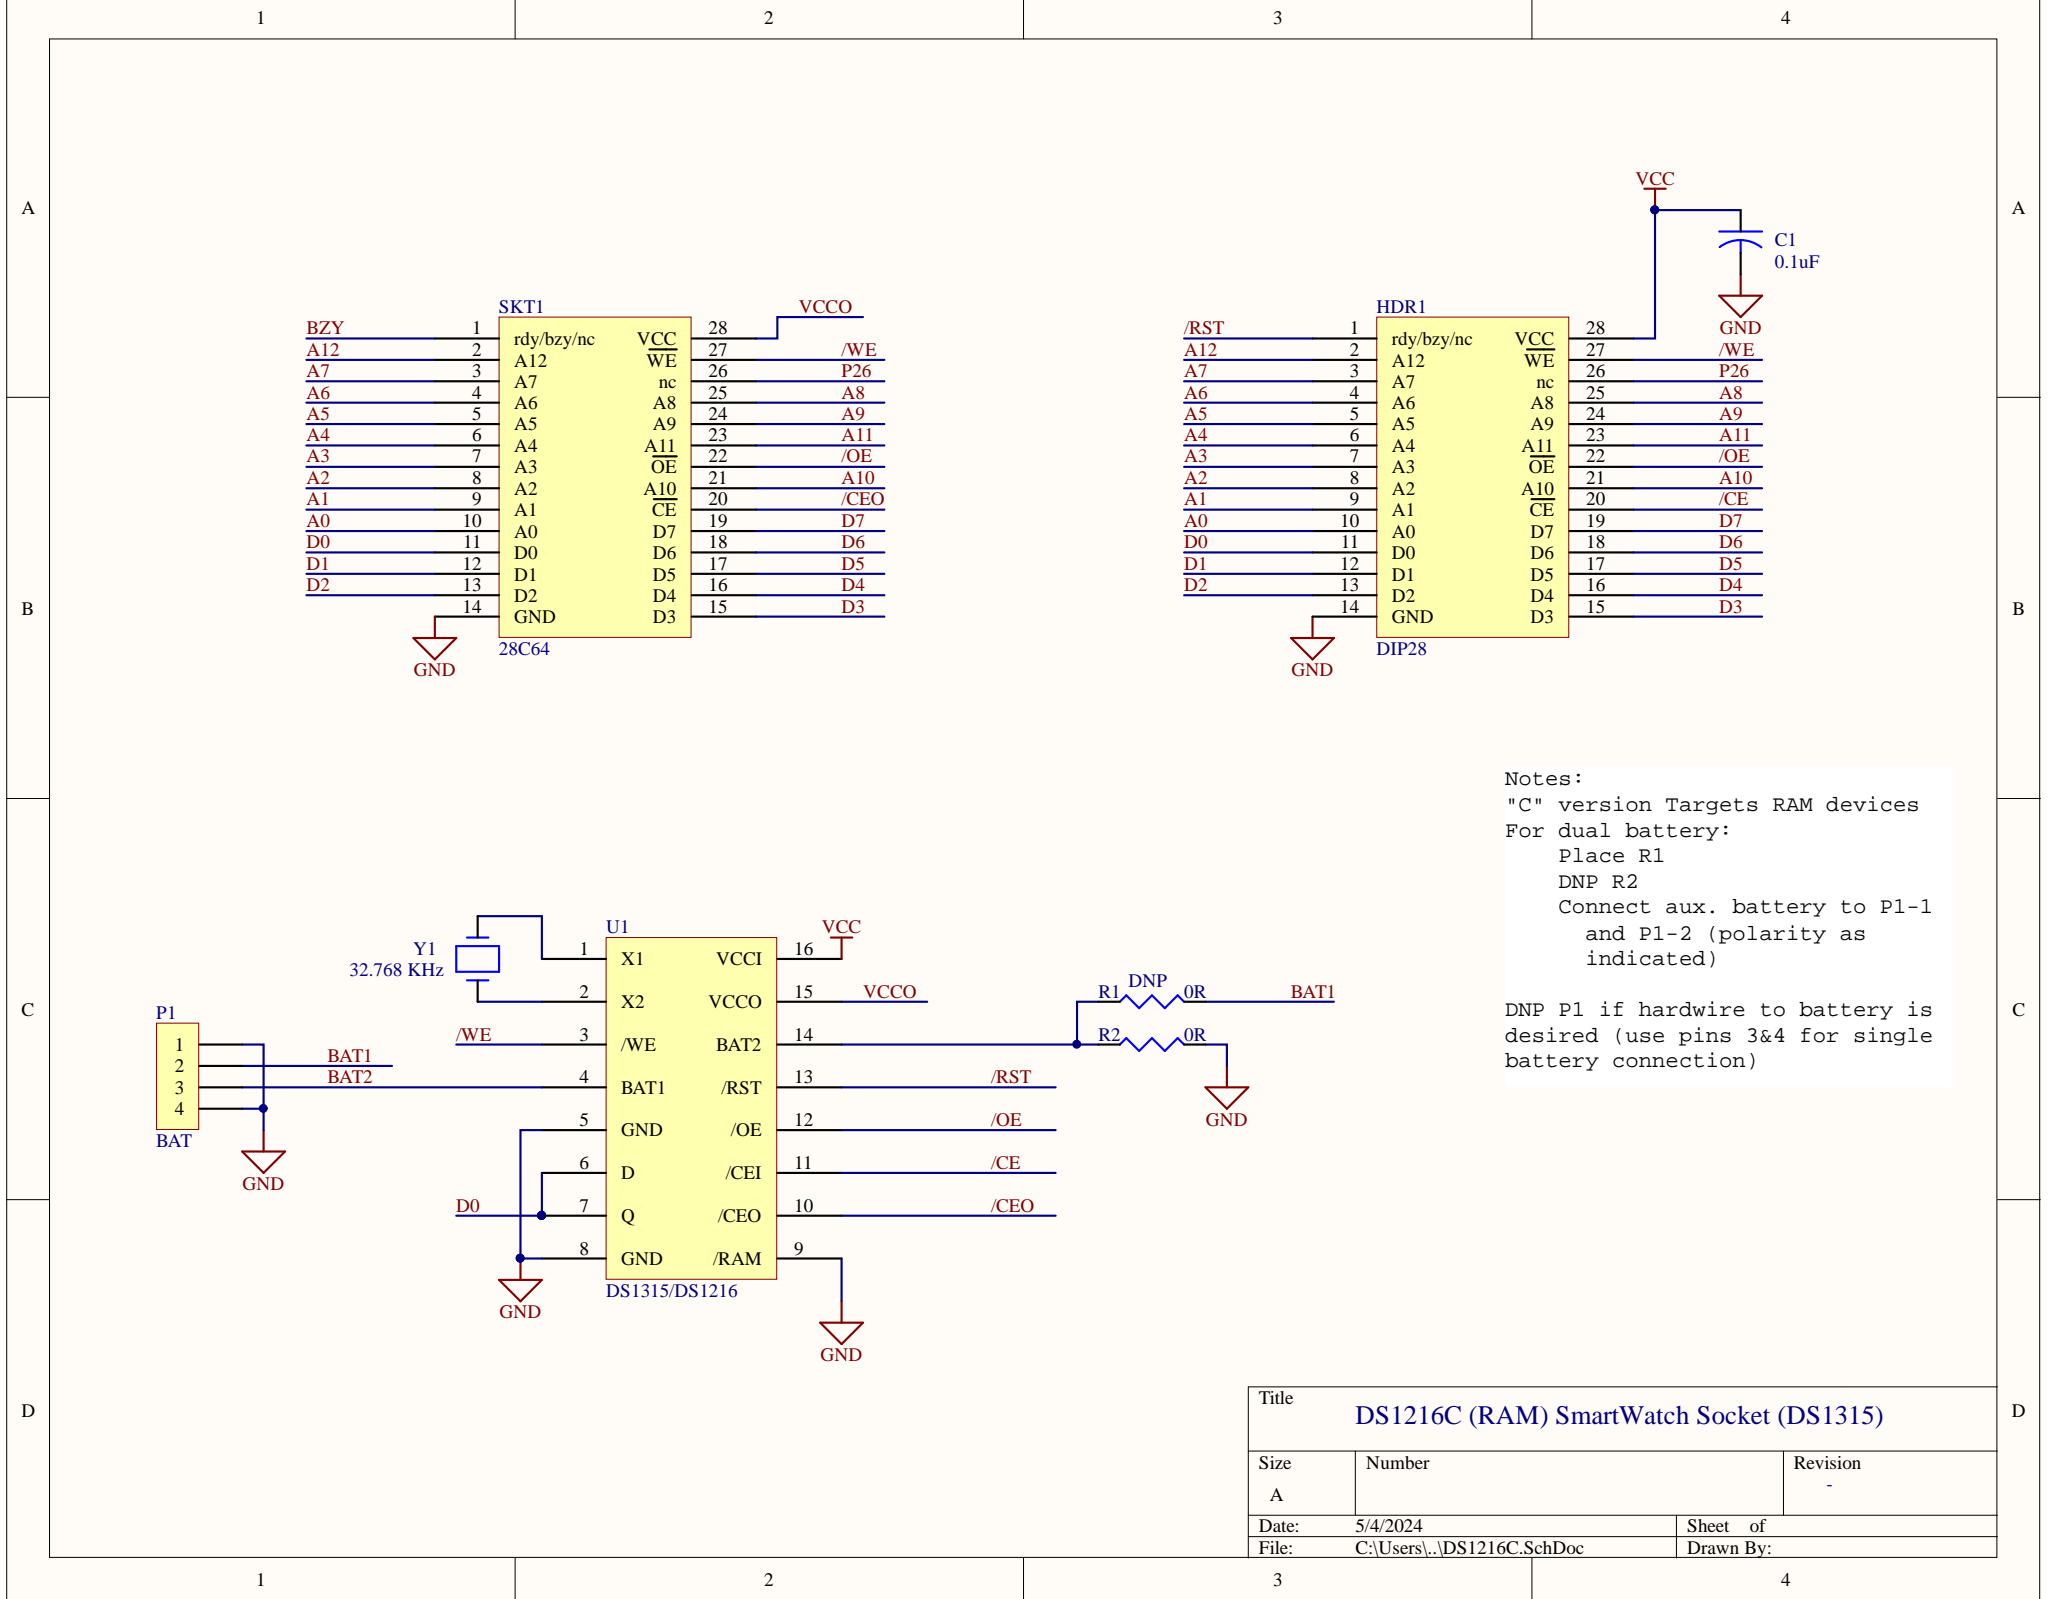 1 2 3 4
A A
B B
C C
D D
1 2 3 4
SKT1
BZY 1 rdy/bzy/nc VCC 28 VCCO
A12 2 A12 WE 27 /WE
A7 3 A7 nc 26 P26
A6 4 A6 A8 25 A8
A5 5 A5 A9 24 A9
A4 6 A4 A11 23 A11
A3 7 A3 OE 22 /OE
A2 8 A2 A10 21 A10
A1 9 A1 CE 20 /CEO
A0 10 A0 D7 19 D7
D0 11 D0 D6 18 D6
D1 12 D1 D5 17 D5
D2 13 D2 D4 16 D4
14 GND D3 15 D3
GND
28C64
VCC
C1
0.1uF
GND
HDR1
/RST 1 rdy/bzy/nc VCC 28
A12 2 A12 WE 27 /WE
A7 3 A7 nc 26 P26
A6 4 A6 A8 25 A8
A5 5 A5 A9 24 A9
A4 6 A4 A11 23 A11
A3 7 A3 OE 22 /OE
A2 8 A2 A10 21 A10
A1 9 A1 CE 20 /CE
A0 10 A0 D7 19 D7
D0 11 D0 D6 18 D6
D1 12 D1 D5 17 D5
D2 13 D2 D4 16 D4
14 GND D3 15 D3
GND
DIP28
Notes:
"C" version Targets RAM devices
For dual battery:
Place R1
DNP R2
Connect aux. battery to P1-1
and P1-2 (polarity as
indicated)
DNP P1 if hardwire to battery is
desired (use pins 3&4 for single
battery connection)
P1
1
2 BAT1
3 BAT2
4
BAT
GND
Y1
32.768 KHz
U1
1 X1 VCCI 16 VCC
2 X2 VCCO 15 VCCO
/WE 3 /WE BAT2 14
4 BAT1 /RST 13 /RST
5 GND /OE 12 /OE
6 D /CEI 11 /CE
D0 7 Q /CEO 10 /CEO
8 GND /RAM 9
DS1315/DS1216
GND
GND
R1 DNP 0R BAT1
R2 0R
GND
Title
DS1216C (RAM) SmartWatch Socket (DS1315)
Size Number Revision
A -
Date: 5/4/2024 Sheet of
File: C:\Users\..\DS1216C.SchDoc Drawn By: